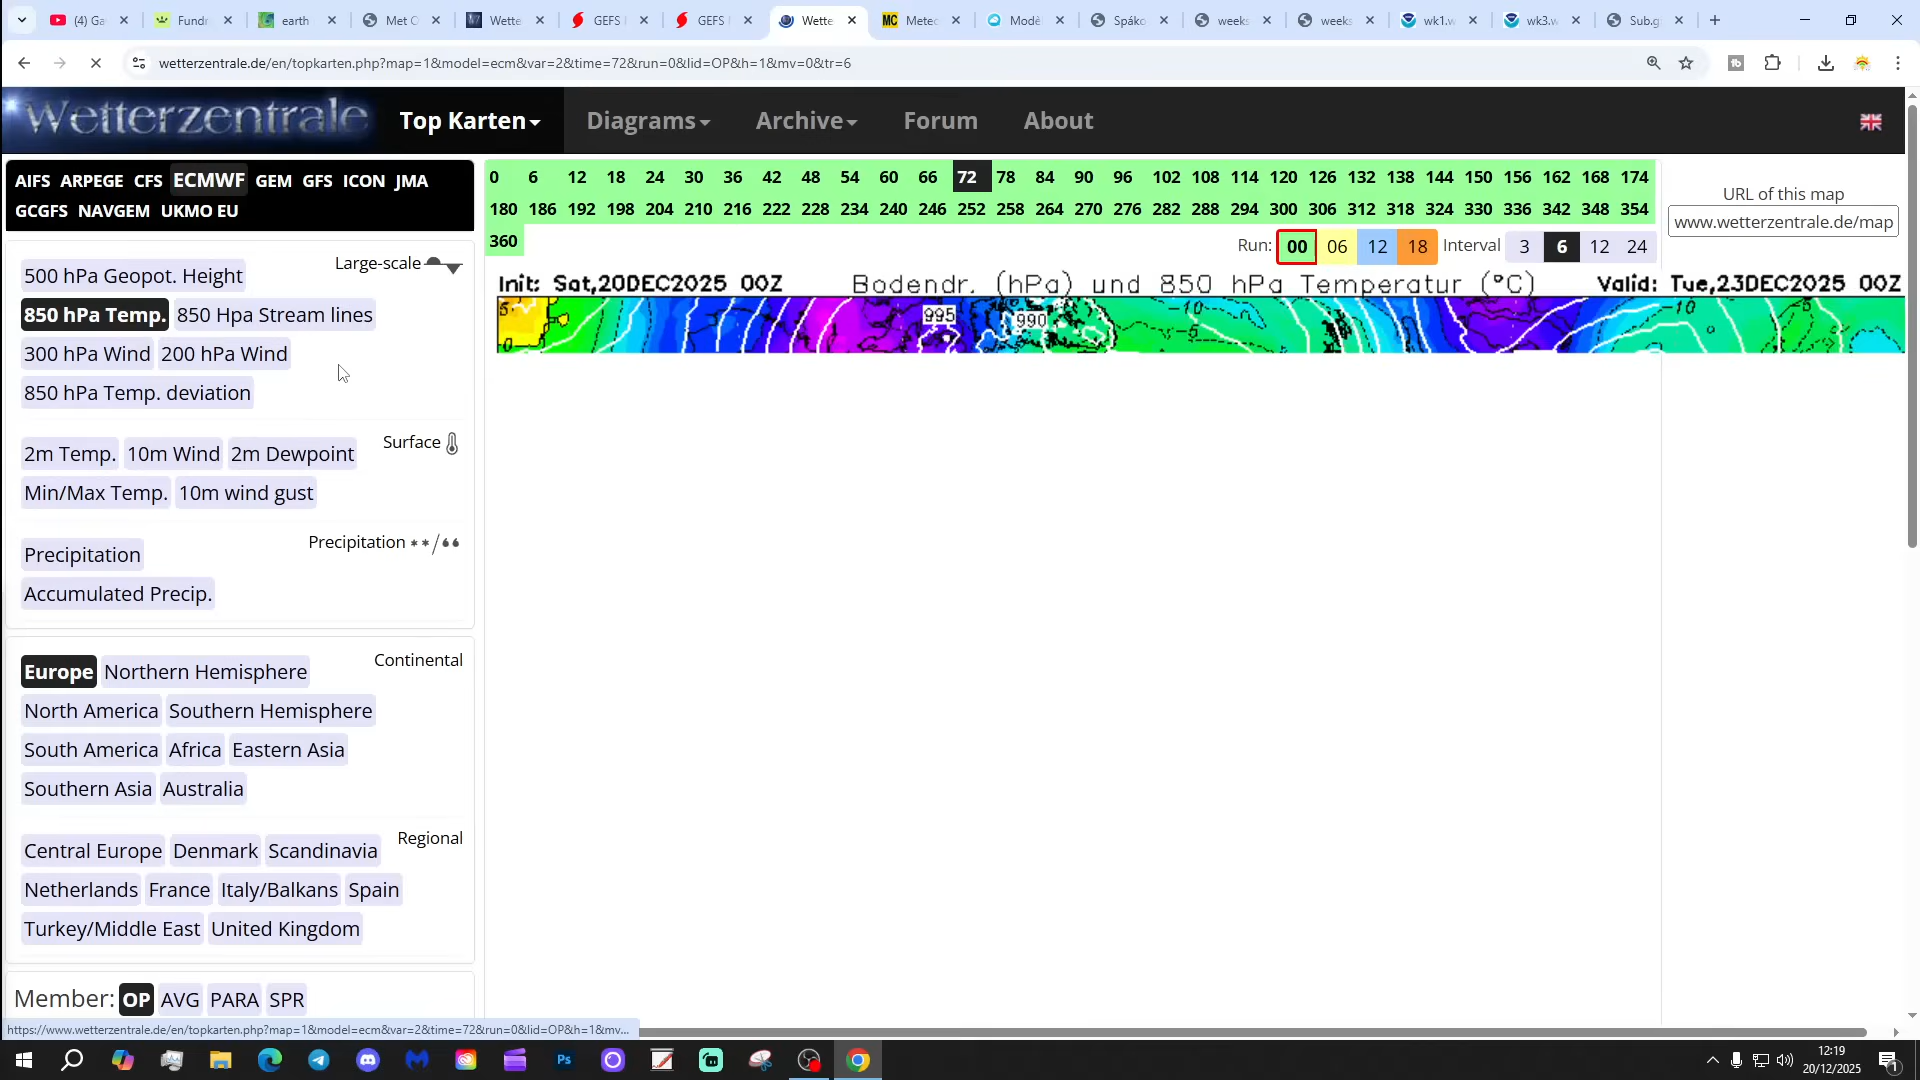 (4) Ga
Fundr
earth
Met O
Wette
GEFS
GEFS
Wette
MC
Meteo
Modè
Spáko
weeks
weeks
wk1.w
wk3.w
Sub.g
wetterzentrale.de/en/topkarten.php?map=1&model=ecm&var=2&time=72&run=0&lid=OP&h=1&mv=0&tr=6
Wetterzentrale
Top Karten
Diagrams
Archive
Forum
About
AIFS ARPEGE CFS ECMWF GEM GFS ICON JMA
GCGFS NAVGEM UKMO EU
0 6 12 18 24 30 36 42 48 54 60 66 72 78 84 90 96 102 108 114 120 126 132 138 144 150 156 162 168 174
180 186 192 198 204 210 216 222 228 234 240 246 252 258 264 270 276 282 288 294 300 306 312 318 324 330 336 342 348 354
360
Run: 00 06 12 18 Interval 3 6 12 24
URL of this map
www.wetterzentrale.de/map
Init: Sat,20DEC2025 00Z
Bodendr. (hPa) und 850 hPa Temperatur (°C)
Valid: Tue,23DEC2025 00Z
995
990
-5
-10
-10
Large-scale
500 hPa Geopot. Height
850 hPa Temp. 850 Hpa Stream lines
300 hPa Wind 200 hPa Wind
850 hPa Temp. deviation
Surface
2m Temp. 10m Wind 2m Dewpoint
Min/Max Temp. 10m wind gust
Precipitation
Precipitation
Accumulated Precip.
Continental
Europe Northern Hemisphere
North America Southern Hemisphere
South America Africa Eastern Asia
Southern Asia Australia
Regional
Central Europe Denmark Scandinavia
Netherlands France Italy/Balkans Spain
Turkey/Middle East United Kingdom
Member: OP AVG PARA SPR
https://www.wetterzentrale.de/en/topkarten.php?map=1&model=ecm&var=2&time=72&run=0&lid=OP&h=1&mv...
Ps
12:19
20/12/2025
1